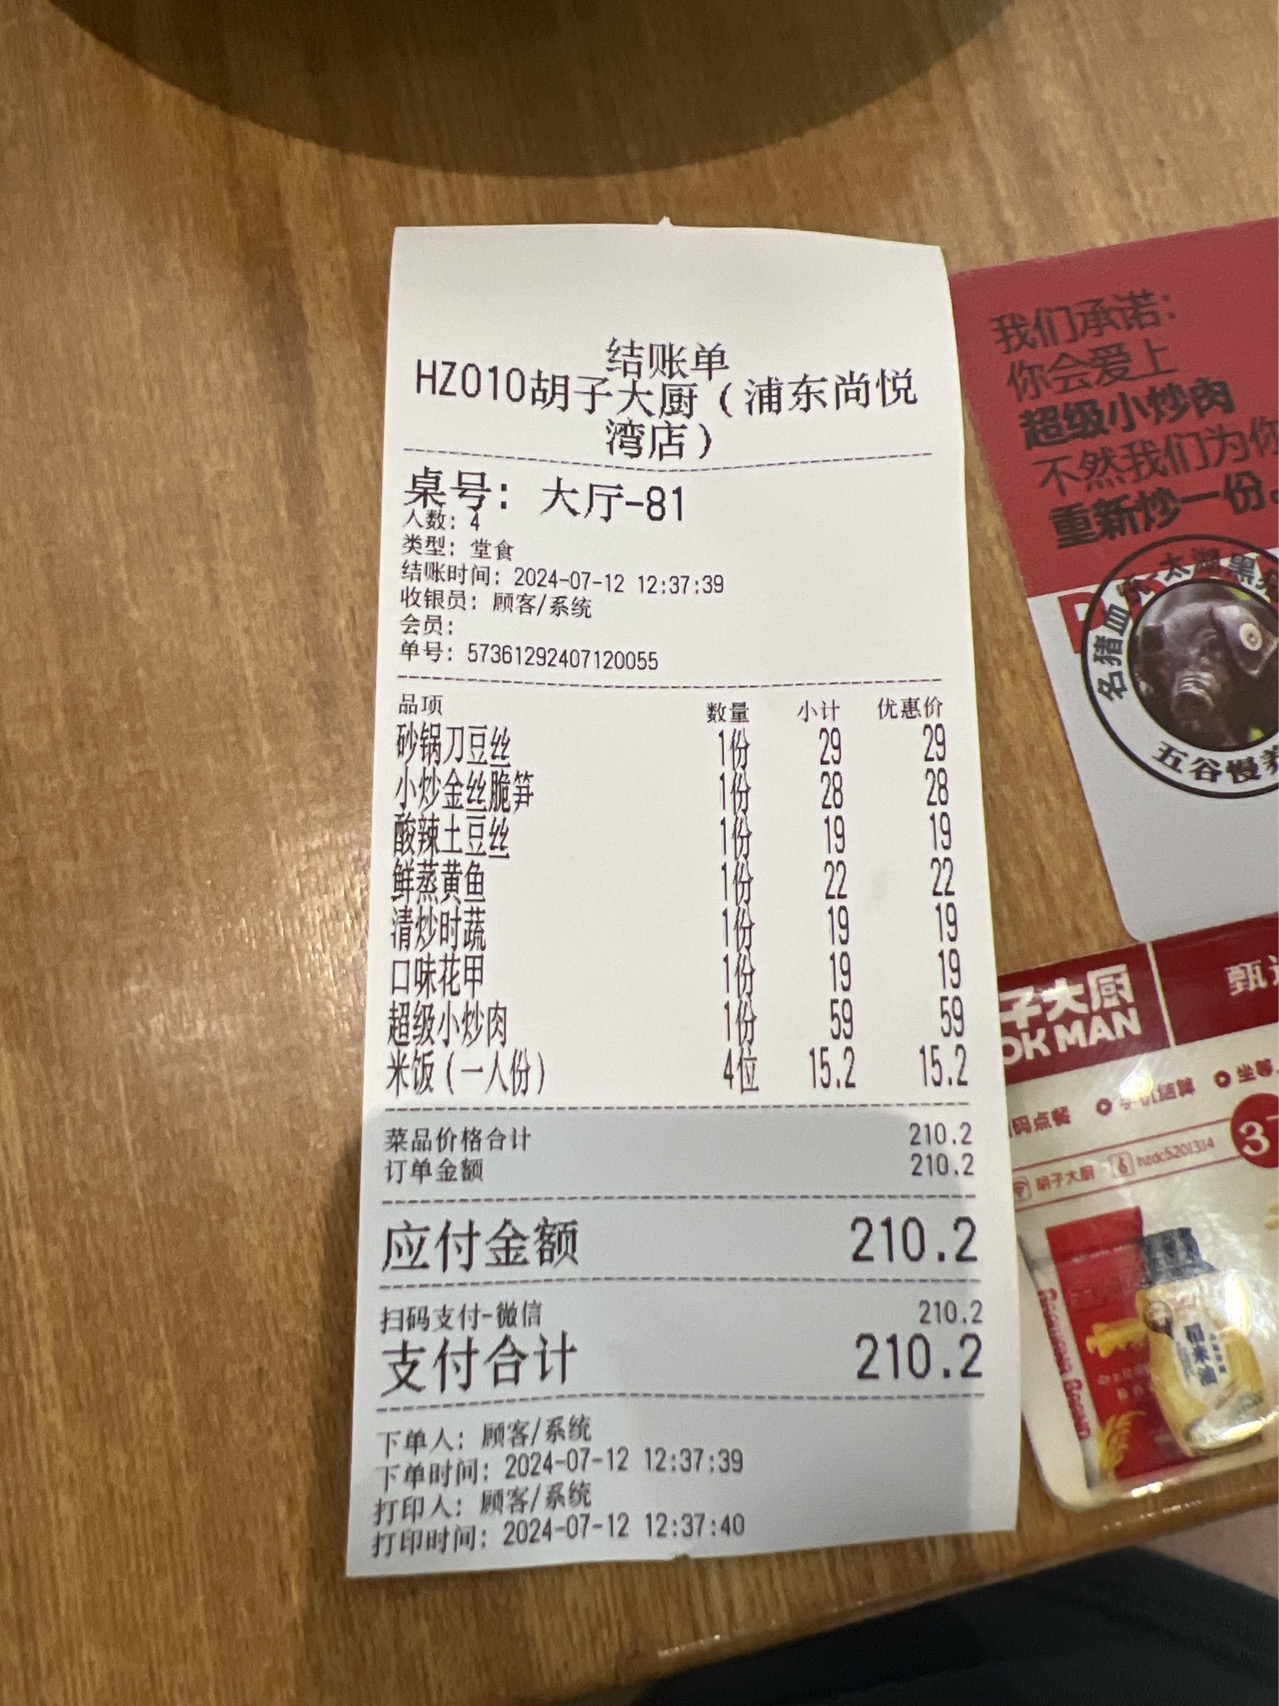 结账单
HZ010胡子大厨（浦东尚悦
湾店）
桌号：大厅-81
人数：4
类型：堂食
结账时间：2024-07-12 12:37:39
收银员：顾客/系统
会员：
单号：57361292407120055
品项 数量 小计 优惠价
砂锅刀豆丝 1份 29 29
小炒金丝脆笋 1份 28 28
酸辣土豆丝 1份 19 19
鲜蒸黄鱼 1份 22 22
清炒时蔬 1份 19 19
口味花甲 1份 19 19
超级小炒肉 1份 59 59
米饭（一人份） 4位 15.2 15.2
菜品价格合计 210.2
订单金额 210.2
应付金额 210.2
扫码支付-微信 210.2
支付合计 210.2
下单人：顾客/系统
下单时间：2024-07-12 12:37:39
打印人：顾客/系统
打印时间：2024-07-12 12:37:40
我们承诺：
你会爱上
超级小炒肉
不然我们为你
重新炒一份。
太湖黑
名猪血
五谷慢养
子大厨
OK MAN
甄
码点餐
坐等
胡子大厨
hzdc5201314
稻米油